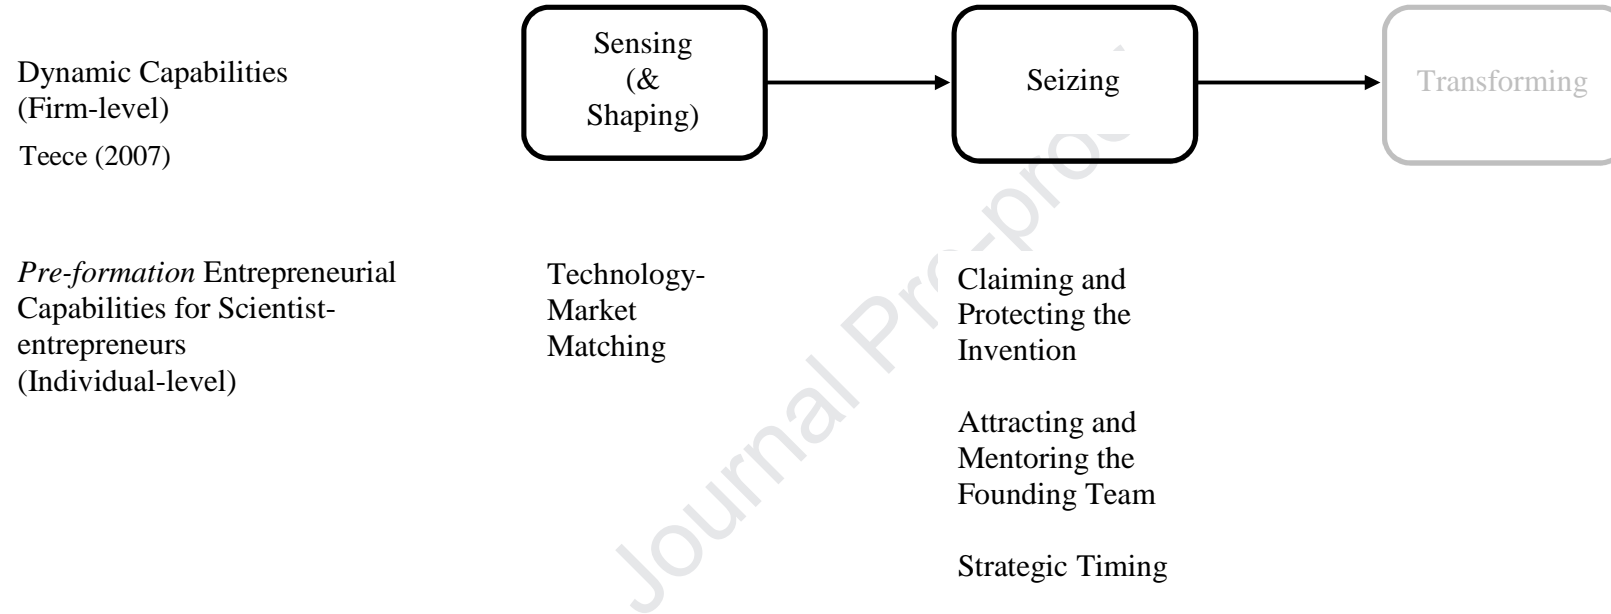 Dynamic Capabilities
(Firm-level)
Teece (2007)
Sensing
(&
Shaping)
Seizing
Transforming
Pre-formation Entrepreneurial
Capabilities for Scientist-
entrepreneurs
(Individual-level)
Technology-
Market
Matching
Claiming and
Protecting the
Invention
Attracting and
Mentoring the
Founding Team
Strategic Timing
Journal Pre-proof